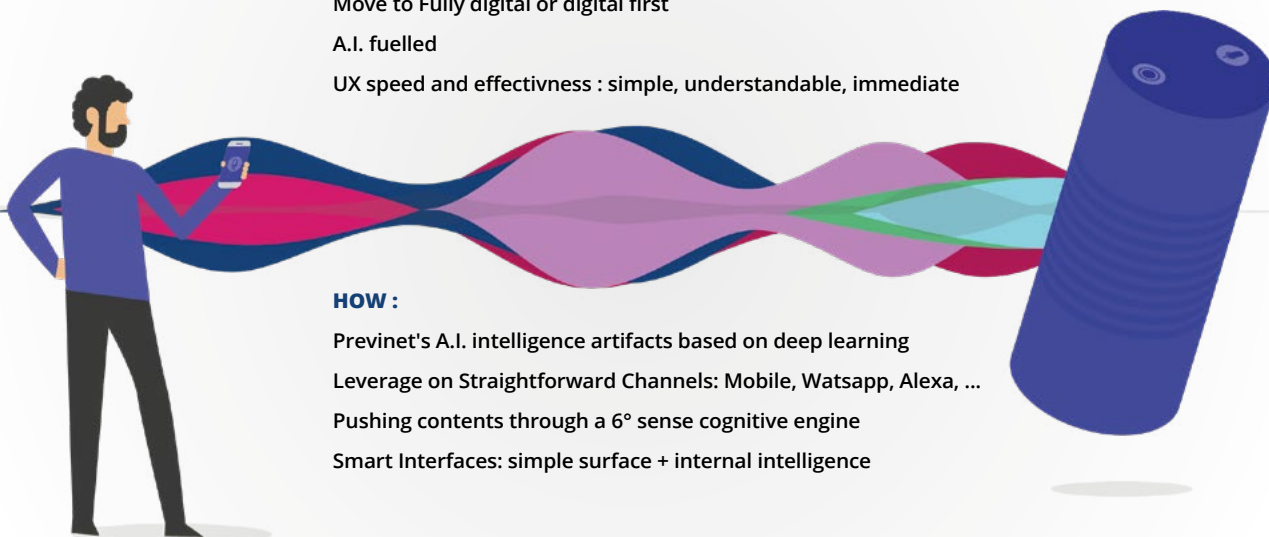 Move to Fully digital or digital first
A.I. fuelled
UX speed and effectivness : simple, understandable, immediate
HOW :
Previnet's A.I. intelligence artifacts based on deep learning
Leverage on Straightforward Channels: Mobile, Watsapp, Alexa, ...
Pushing contents through a 6° sense cognitive engine
Smart Interfaces: simple surface + internal intelligence